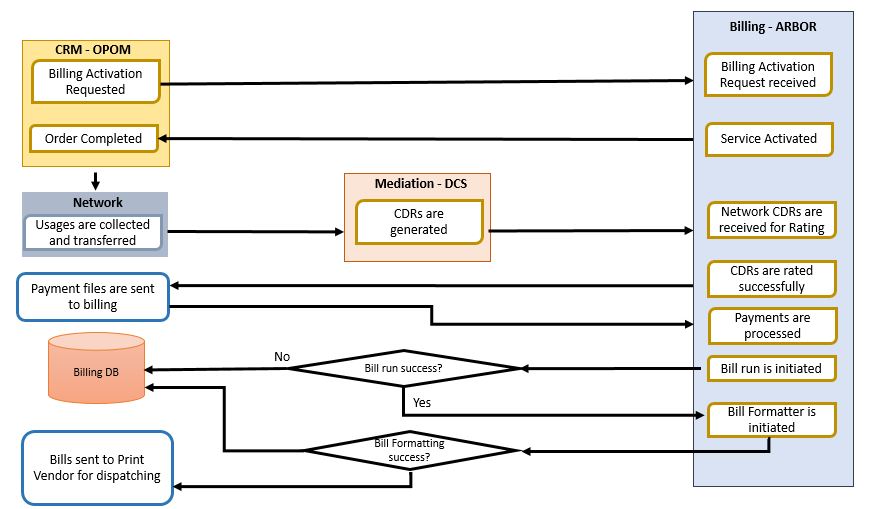 Billing - ARBOR
CRM - OPOM
Billing Activation
Requested
Billing Activation
Request received
Order Completed
Service Activated
Network
Usages are collected
and transferred
Mediation - DCS
CDRs are
generated
Network CDRs are
received for Rating
CDRs are rated
successfully
Payment files are sent
to billing
Payments are
processed
Billing DB
No
Bill run success?
Bill run is initiated
Yes
Bill Formatter is
initiated
Bill Formatting
success?
Bills sent to Print
Vendor for dispatching